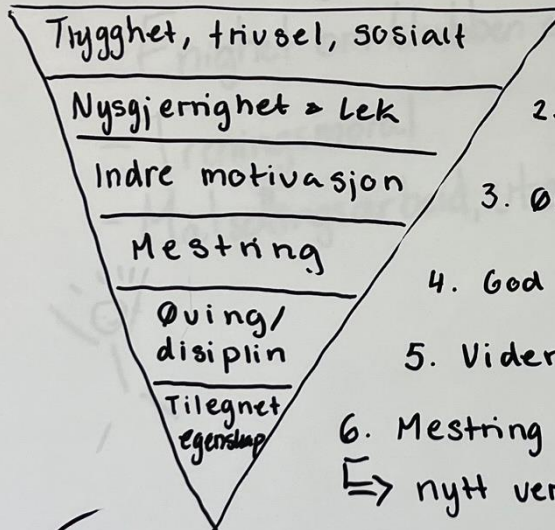 Trygghet, trivsel, sosialt
Nysgjerrighet & Lek
Indre motivasjon
Mestring
Øving/
disiplin
Tilegnet
egenskap
2.
3. Ø
4. God
5. Vider
6. Mestring
↳ nytt ver